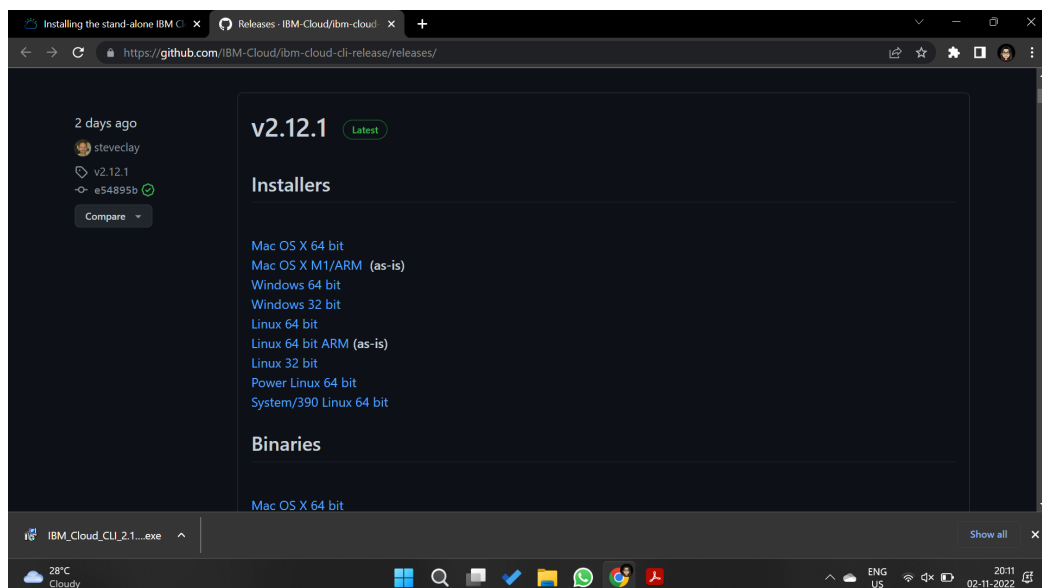 Installing the stand-alone IBM Cl
Releases · IBM-Cloud/ibm-cloud-
https://github.com/IBM-Cloud/ibm-cloud-cli-release/releases/
2 days ago
steveclay
v2.12.1
e54895b
Compare
v2.12.1 Latest
Installers
Mac OS X 64 bit
Mac OS X M1/ARM (as-is)
Windows 64 bit
Windows 32 bit
Linux 64 bit
Linux 64 bit ARM (as-is)
Linux 32 bit
Power Linux 64 bit
System/390 Linux 64 bit
Binaries
Mac OS X 64 bit
IBM_Cloud_CLI_2.1....exe
Show all
28°C
Cloudy
ENG
US
20:11
02-11-2022